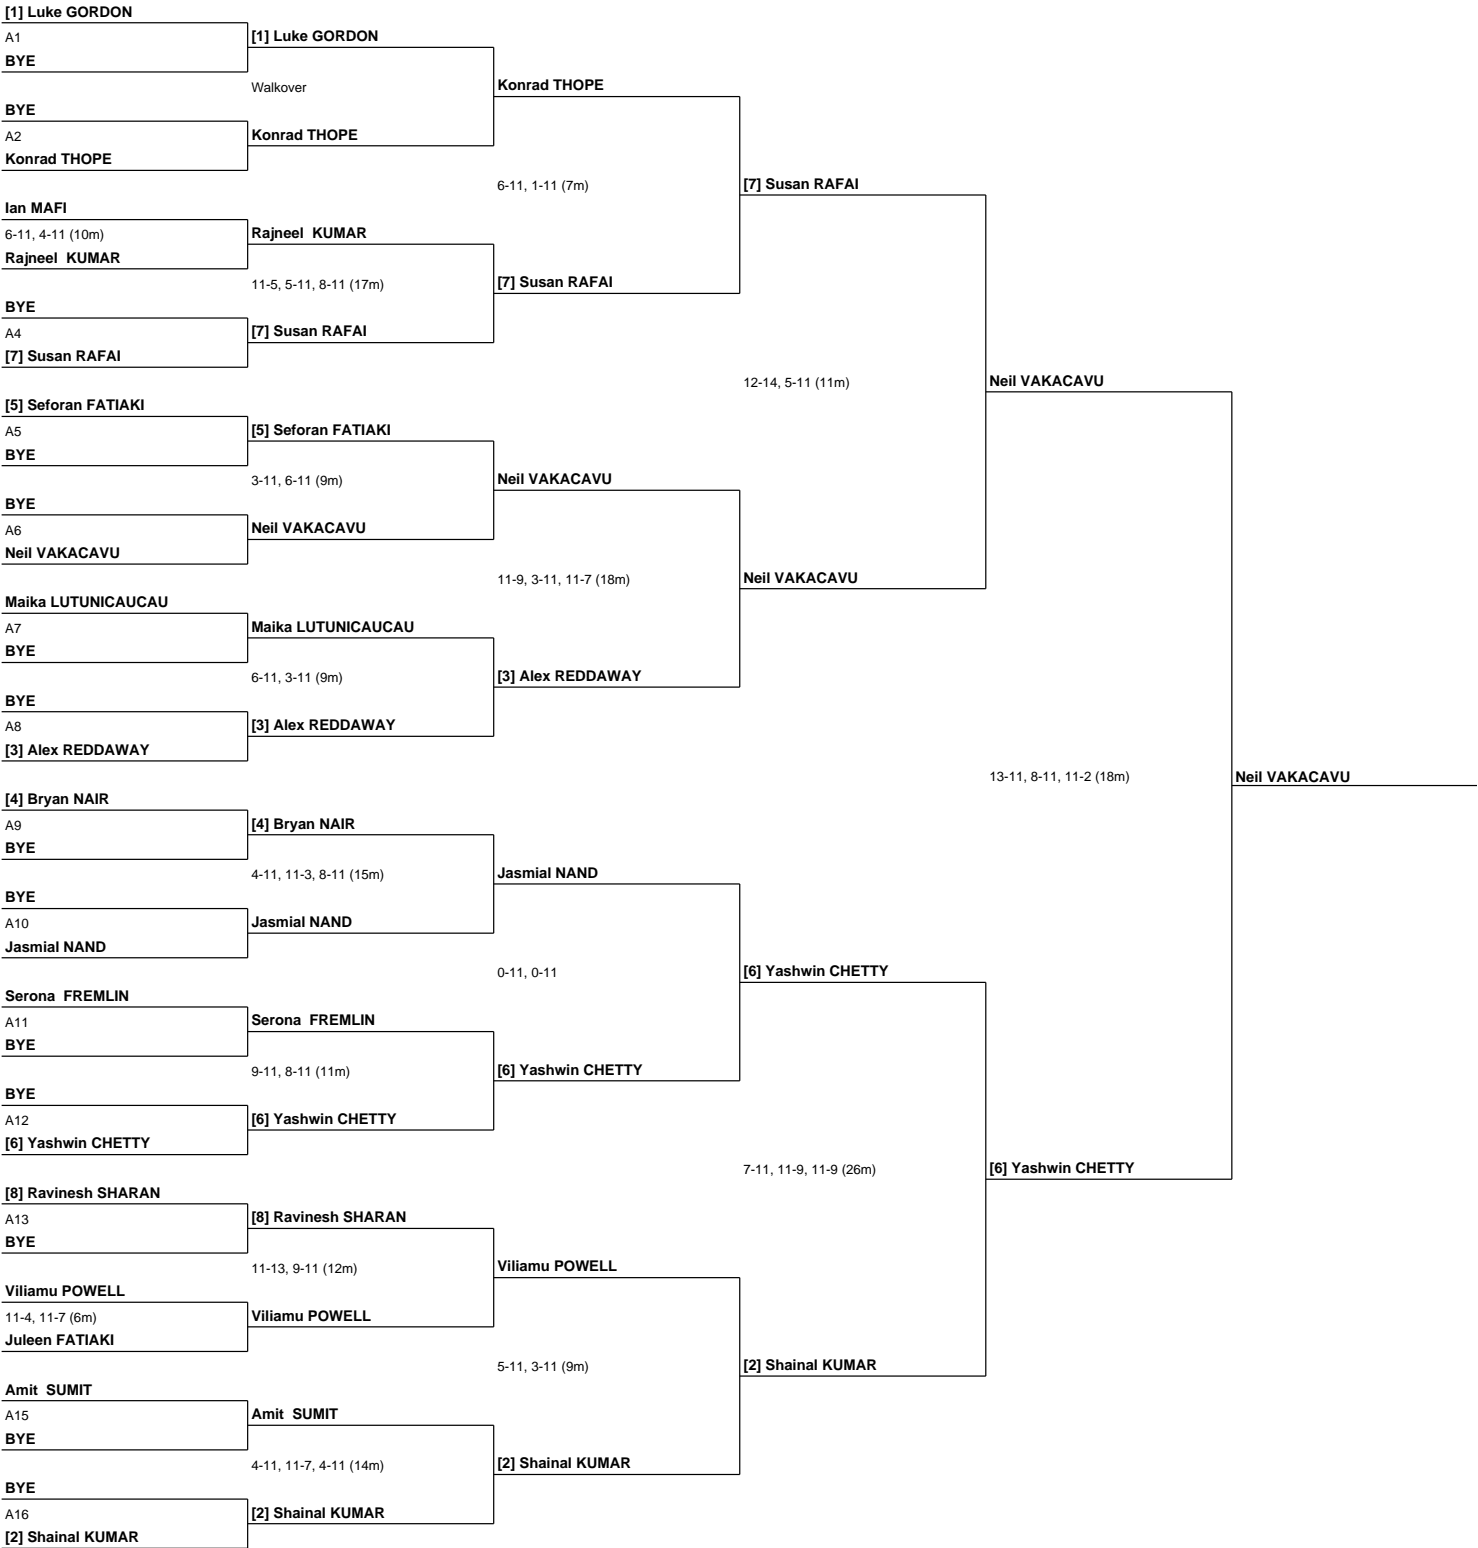 [1] Luke GORDON
A1
BYE
BYE
A2
Konrad THOPE
Ian MAFI
6-11, 4-11 (10m)
Rajneel  KUMAR
BYE
A4
[7] Susan RAFAI
[5] Seforan FATIAKI
A5
BYE
BYE
A6
Neil VAKACAVU
Maika LUTUNICAUCAU
A7
BYE
BYE
A8
[3] Alex REDDAWAY
[4] Bryan NAIR
A9
BYE
BYE
A10
Jasmial NAND
Serona  FREMLIN
A11
BYE
BYE
A12
[6] Yashwin CHETTY
[8] Ravinesh SHARAN
A13
BYE
Viliamu POWELL
11-4, 11-7 (6m)
Juleen FATIAKI
Amit  SUMIT
A15
BYE
BYE
A16
[2] Shainal KUMAR
[1] Luke GORDON
Walkover
Konrad THOPE
Rajneel  KUMAR
11-5, 5-11, 8-11 (17m)
[7] Susan RAFAI
[5] Seforan FATIAKI
3-11, 6-11 (9m)
Neil VAKACAVU
Maika LUTUNICAUCAU
6-11, 3-11 (9m)
[3] Alex REDDAWAY
[4] Bryan NAIR
4-11, 11-3, 8-11 (15m)
Jasmial NAND
Serona  FREMLIN
9-11, 8-11 (11m)
[6] Yashwin CHETTY
[8] Ravinesh SHARAN
11-13, 9-11 (12m)
Viliamu POWELL
Amit  SUMIT
4-11, 11-7, 4-11 (14m)
[2] Shainal KUMAR
Konrad THOPE
6-11, 1-11 (7m)
[7] Susan RAFAI
Neil VAKACAVU
11-9, 3-11, 11-7 (18m)
[3] Alex REDDAWAY
Jasmial NAND
0-11, 0-11
[6] Yashwin CHETTY
Viliamu POWELL
5-11, 3-11 (9m)
[2] Shainal KUMAR
[7] Susan RAFAI
12-14, 5-11 (11m)
Neil VAKACAVU
[6] Yashwin CHETTY
7-11, 11-9, 11-9 (26m)
[2] Shainal KUMAR
Neil VAKACAVU
13-11, 8-11, 11-2 (18m)
[6] Yashwin CHETTY
Neil VAKACAVU